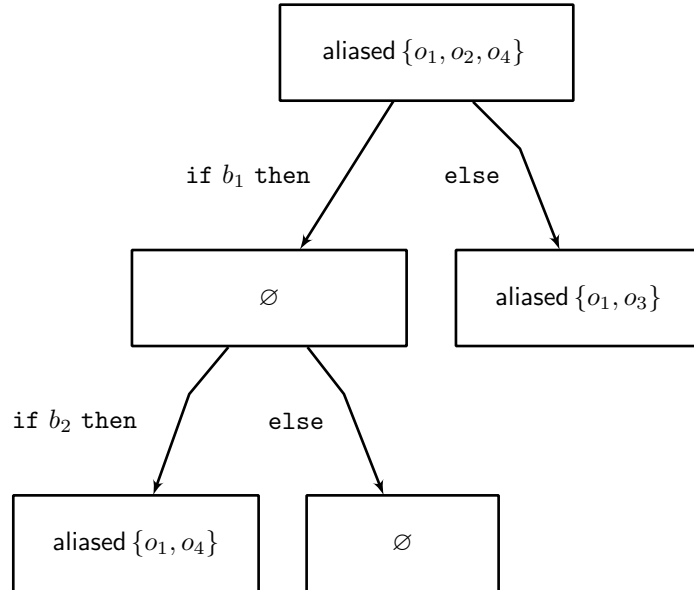 aliased {o₁, o₂, o₄}
if b₁ then
else
∅
aliased {o₁, o₃}
if b₂ then
else
aliased {o₁, o₄}
∅